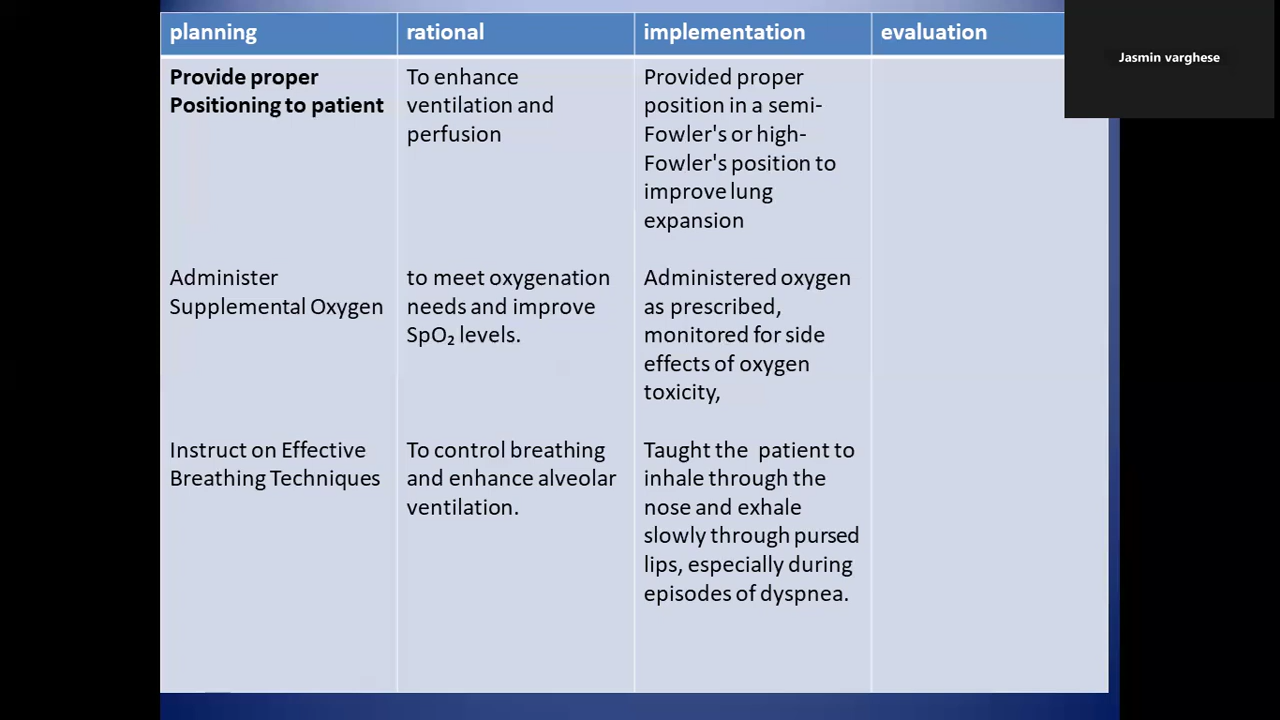 planning
rational
implementation
evaluation
Jasmin varghese
Provide proper
Positioning to patient
To enhance
ventilation and
perfusion
Provided proper
position in a semi-
Fowler's or high-
Fowler's position to
improve lung
expansion
Administer
Supplemental Oxygen
to meet oxygenation
needs and improve
SpO₂ levels.
Administered oxygen
as prescribed,
monitored for side
effects of oxygen
toxicity,
Instruct on Effective
Breathing Techniques
To control breathing
and enhance alveolar
ventilation.
Taught the  patient to
inhale through the
nose and exhale
slowly through pursed
lips, especially during
episodes of dyspnea.